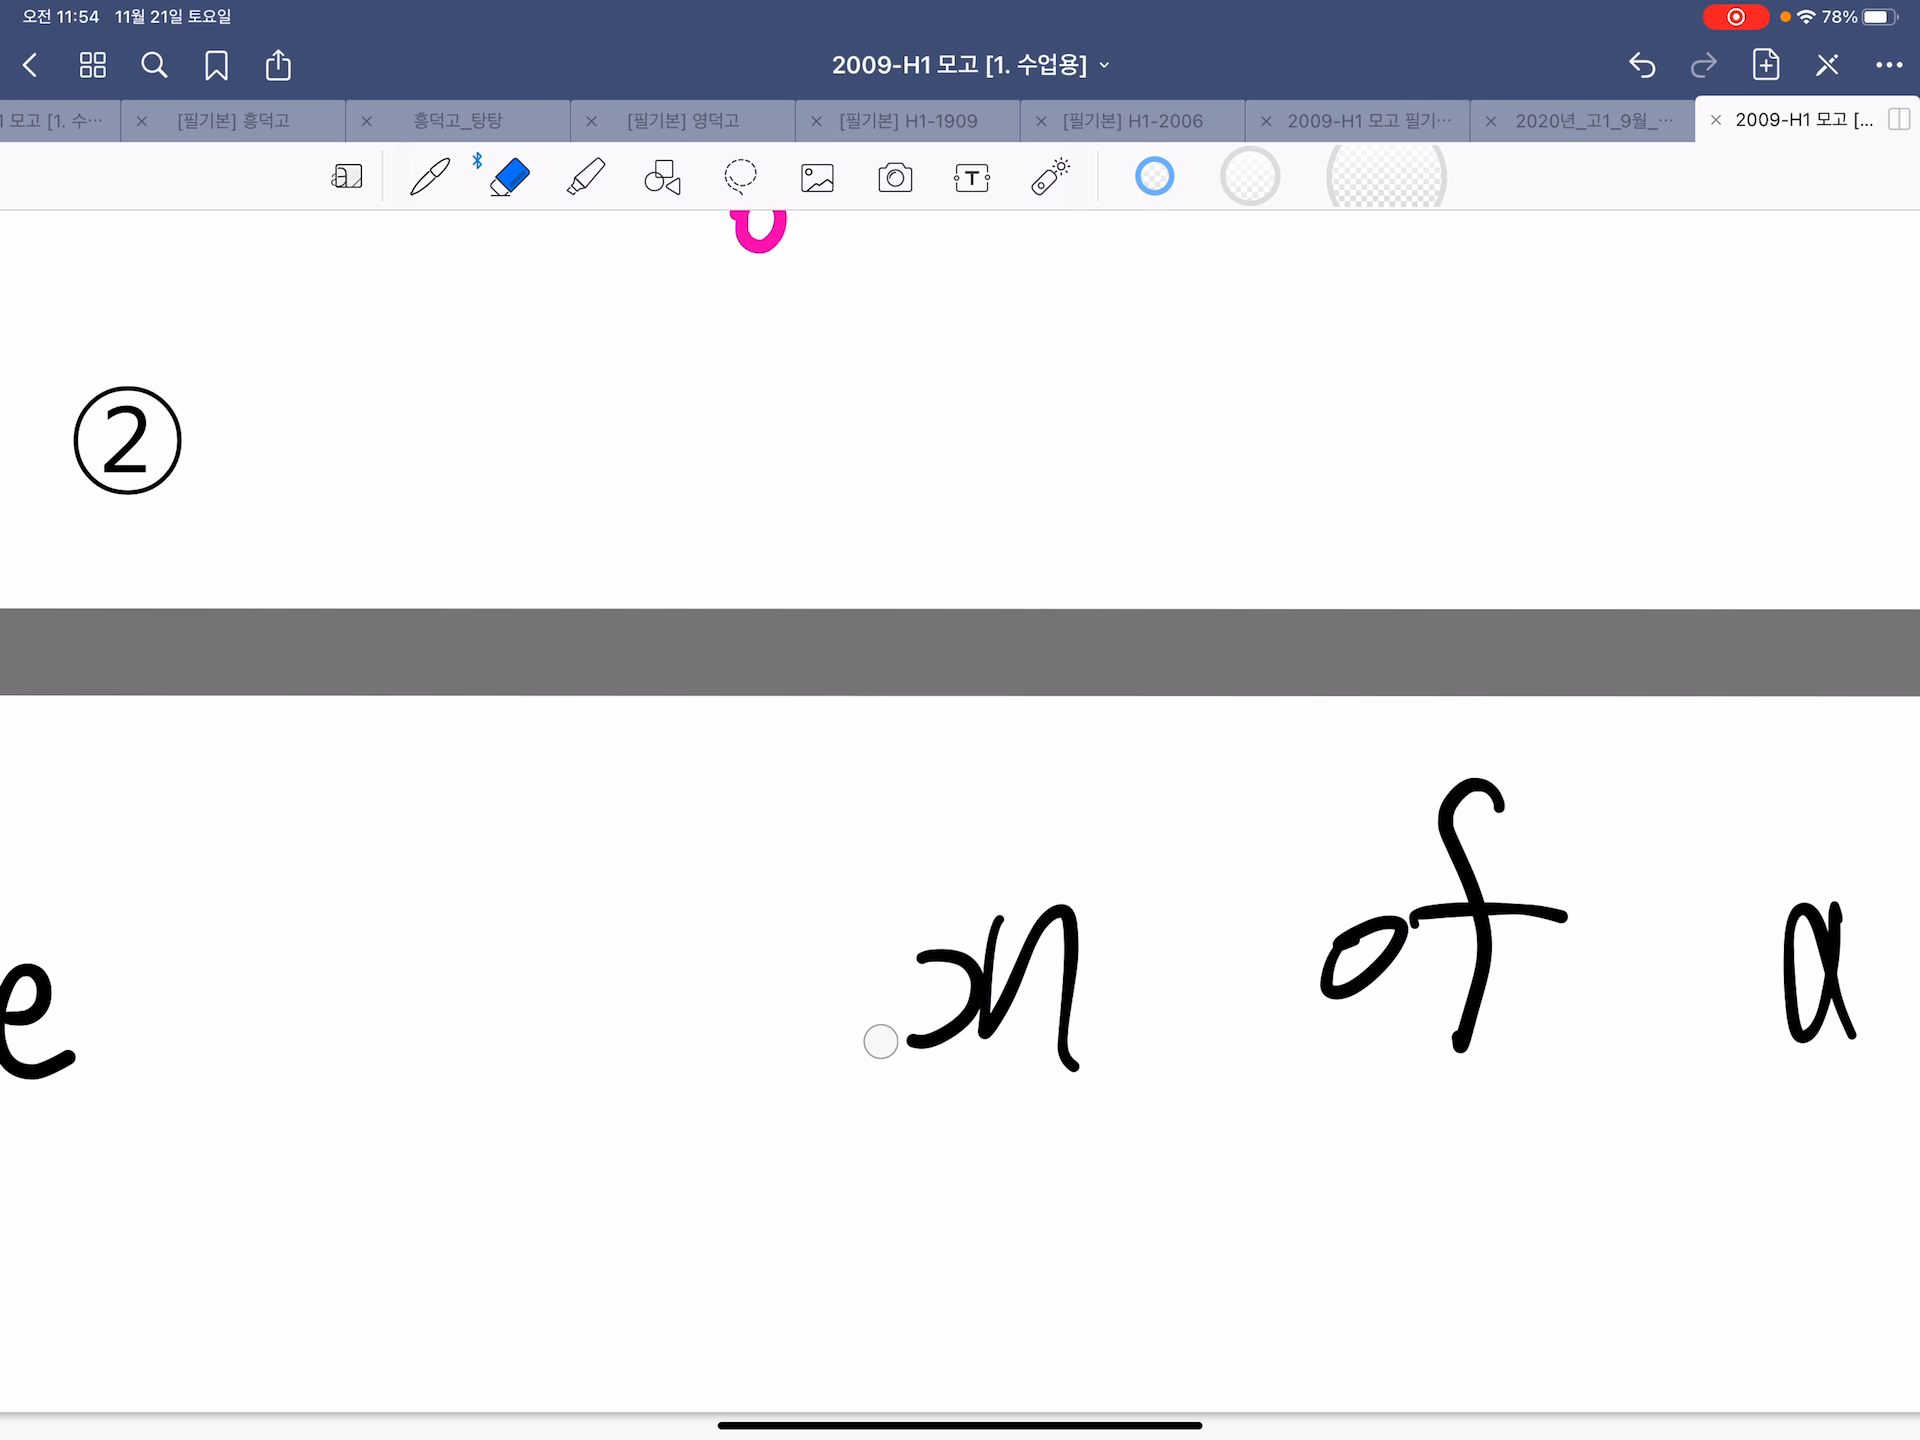 오전 11:54 11월 21일 토요일 78%
2009-H1 모고 [1. 수업용]
모고 [1. 수… [필기본] 흥덕고 흥덕고_탕탕 [필기본] 영덕고 [필기본] H1-1909 [필기본] H1-2006 2009-H1 모고 필기… 2020년_고1_9월_… 2009-H1 모고 [...
②
e of a